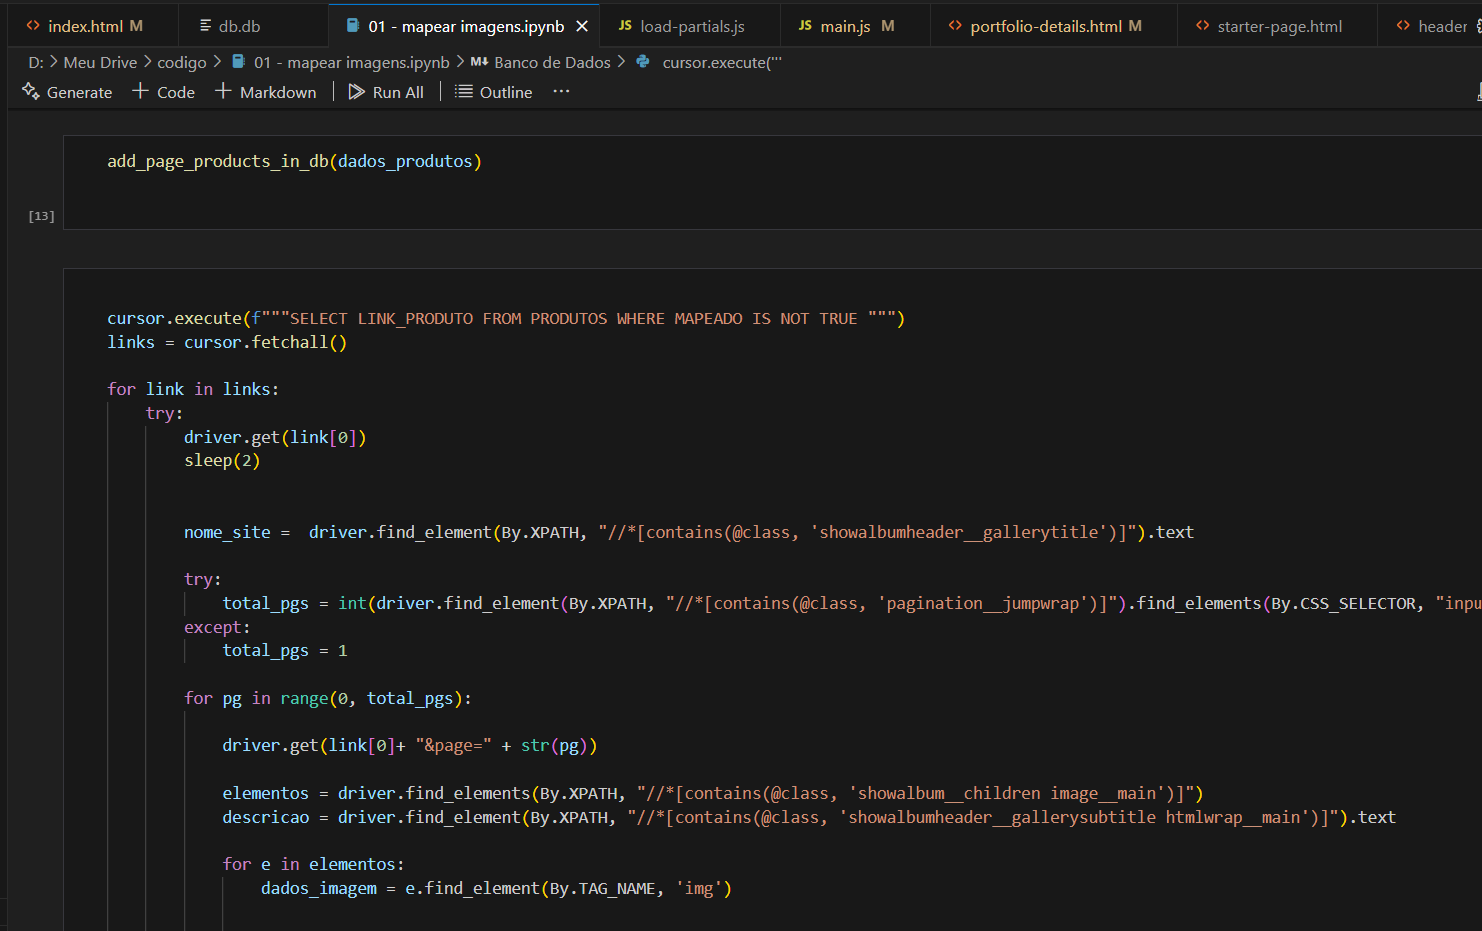 index.html M db.db 01 - mapear imagens.ipynb JS load-partials.js JS main.js M portfolio-details.html M starter-page.html header
D: > Meu Drive > codigo > 01 - mapear imagens.ipynb > M↓ Banco de Dados > cursor.execute('''
Generate + Code + Markdown | Run All | Outline ...
add_page_products_in_db(dados_produtos)
[13]
cursor.execute(f"""SELECT LINK_PRODUTO FROM PRODUTOS WHERE MAPEADO IS NOT TRUE """)
links = cursor.fetchall()
for link in links:
try:
driver.get(link[0])
sleep(2)
nome_site =  driver.find_element(By.XPATH, "//*[contains(@class, 'showalbumheader__gallerytitle')]").text
try:
total_pgs = int(driver.find_element(By.XPATH, "//*[contains(@class, 'pagination__jumpwrap')]").find_elements(By.CSS_SELECTOR, "inpu
except:
total_pgs = 1
for pg in range(0, total_pgs):
driver.get(link[0]+ "&page=" + str(pg))
elementos = driver.find_elements(By.XPATH, "//*[contains(@class, 'showalbum__children image__main')]")
descricao = driver.find_element(By.XPATH, "//*[contains(@class, 'showalbumheader__gallerysubtitle htmlwrap__main')]").text
for e in elementos:
dados_imagem = e.find_element(By.TAG_NAME, 'img')